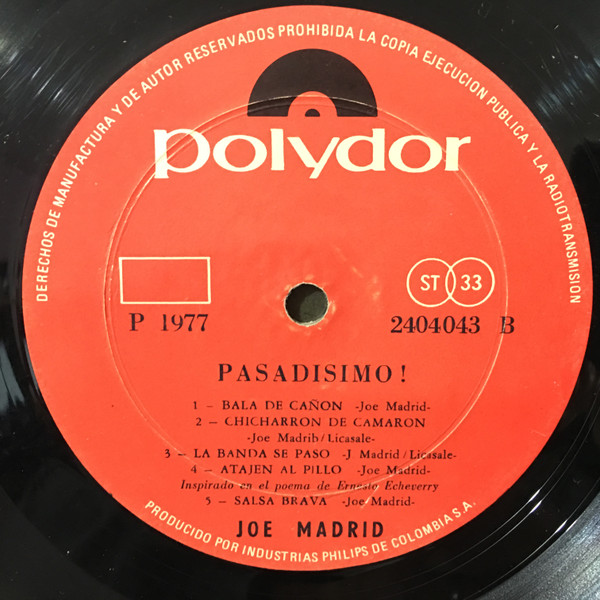 DERECHOS DE MANUFACTURA Y DE AUTOR RESERVADOS PROHIBIDA LA COPIA EJECUCION PUBLICA Y LA RADIOTRANSMISION
polydor
ST 33
P 1977
2404043 B
PASADISIMO!
1 - BALA DE CAÑON -Joe Madrid-
2 - CHICHARRON DE CAMARON
-Joe Madrib/Licasale-
3 - LA BANDA SE PASO -J Madrid/Licasale-
4 - ATAJEN AL PILLO -Joe Madrid-
Inspirado en el poema de Ernesto Echeverry
5 - SALSA BRAVA -Joe Madrid-
JOE MADRID
PRODUCIDO POR INDUSTRIAS PHILIPS DE COLOMBIA S.A.